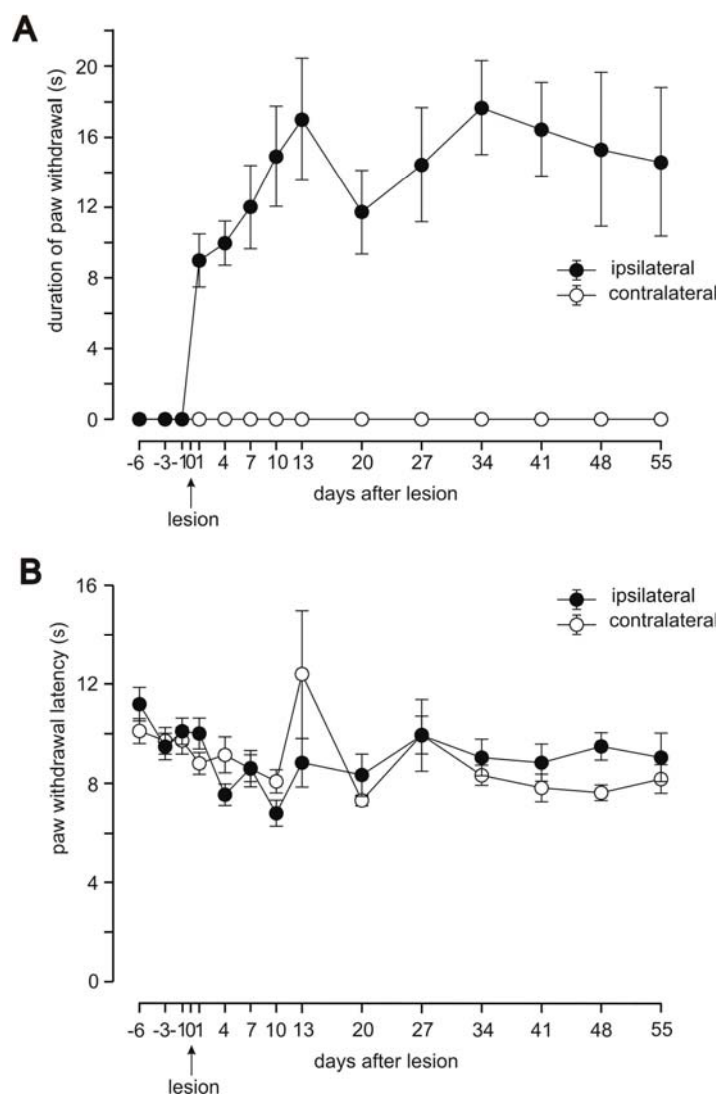 A
duration of paw withdrawal (s)
20
16
12
8
4
0
ipsilateral
contralateral
-6 -3 -1 0 1 4 7 10 13 20 27 34 41 48 55
days after lesion
lesion
B
paw withdrawal latency (s)
16
12
8
4
0
ipsilateral
contralateral
-6 -3 -1 0 1 4 7 10 13 20 27 34 41 48 55
days after lesion
lesion